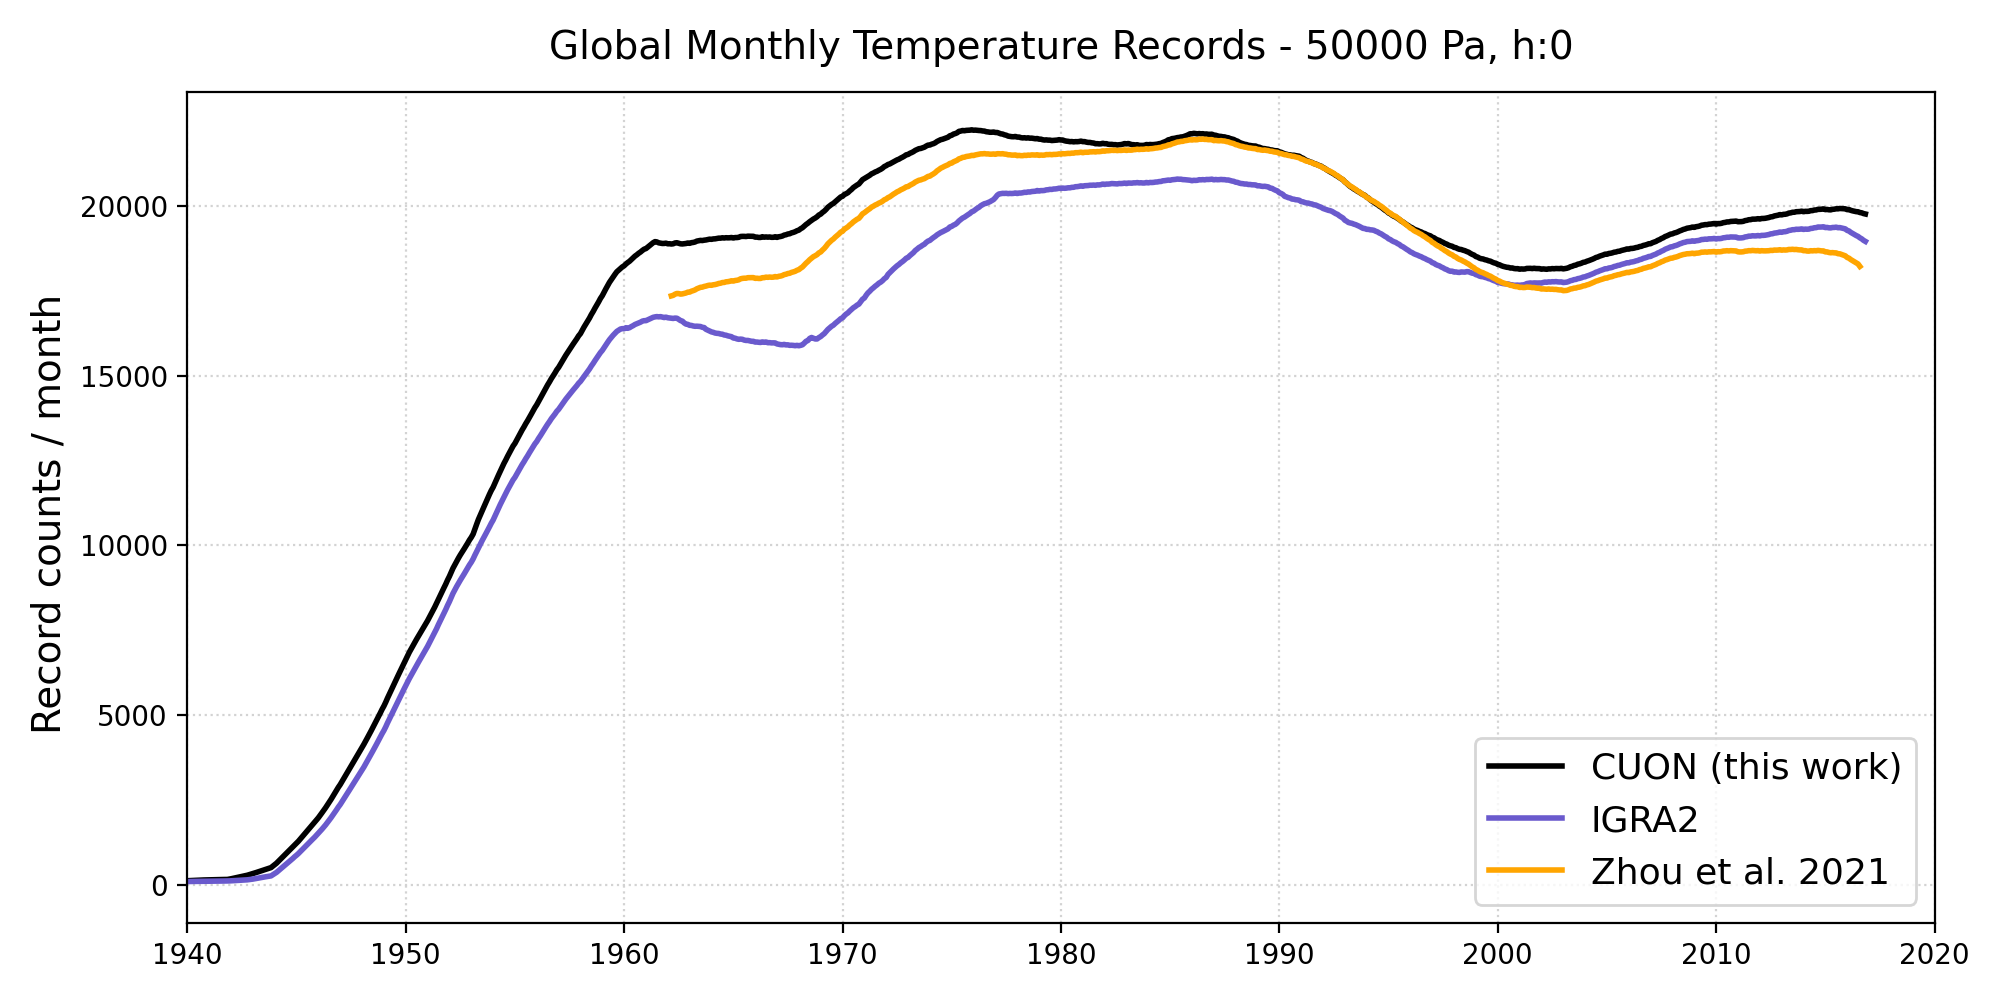 Global Monthly Temperature Records - 50000 Pa, h:0
Record counts / month
20000
15000
10000
5000
0
1940 1950 1960 1970 1980 1990 2000 2010 2020
CUON (this work)
IGRA2
Zhou et al. 2021